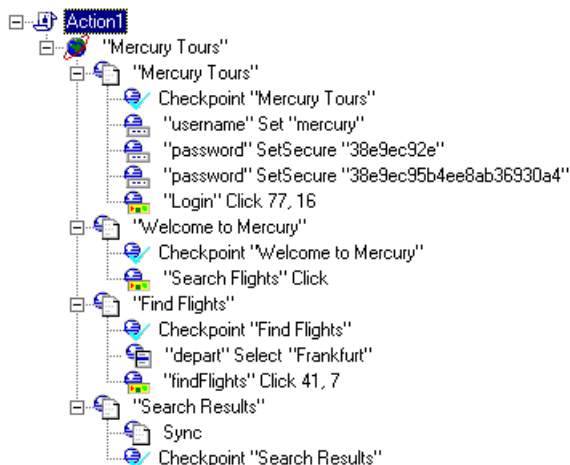 Action1
"Mercury Tours"
"Mercury Tours"
Checkpoint "Mercury Tours"
"username" Set "mercury"
"password" SetSecure "38e9ec92e"
"password" SetSecure "38e9ec95b4ee8ab36930a4"
"Login" Click 77, 16
"Welcome to Mercury"
Checkpoint "Welcome to Mercury"
"Search Flights" Click
"Find Flights"
Checkpoint "Find Flights"
"depart" Select "Frankfurt"
"findFlights" Click 41, 7
"Search Results"
Sync
Checkpoint "Search Results"